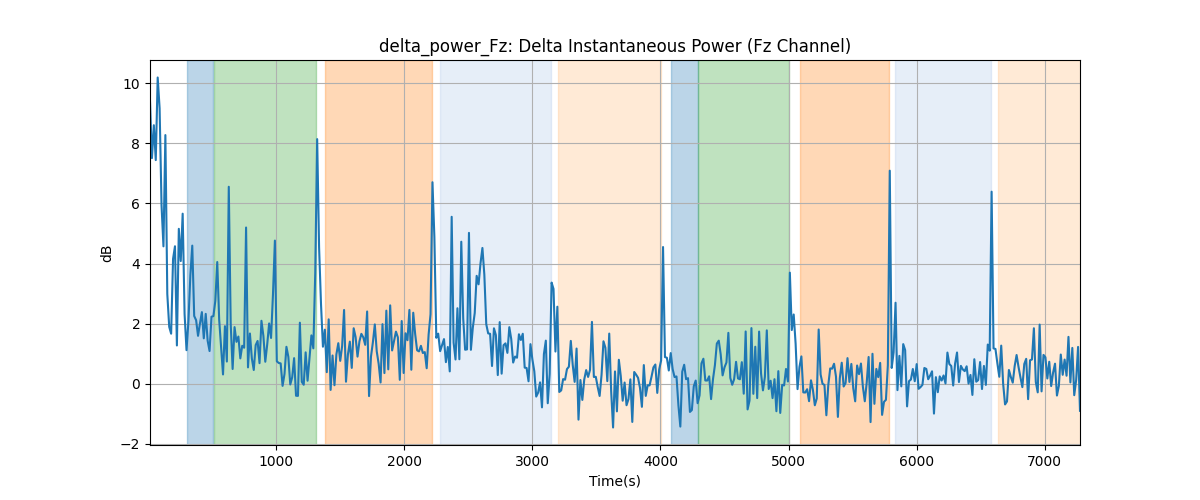 delta_power_Fz: Delta Instantaneous Power (Fz Channel)
10
8
6
4
2
0
−2
dB
1000 2000 3000 4000 5000 6000 7000
Time(s)